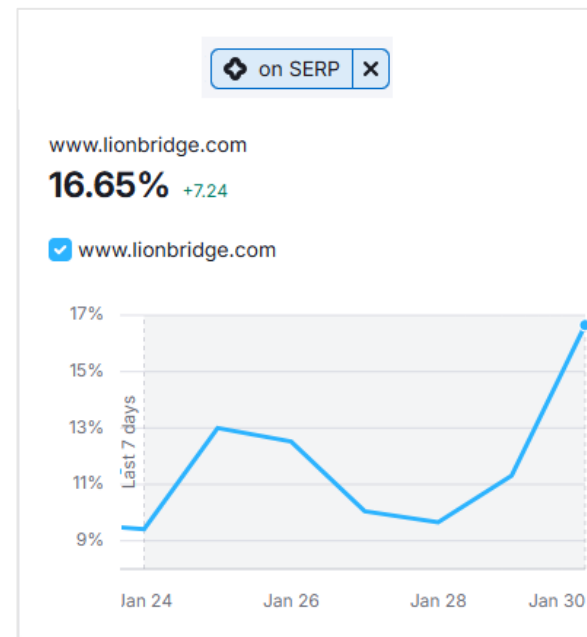 on SERP
www.lionbridge.com
16.65% +7.24
www.lionbridge.com
17%
15%
13%
11%
9%
Last 7 days
Jan 24 Jan 26 Jan 28 Jan 30